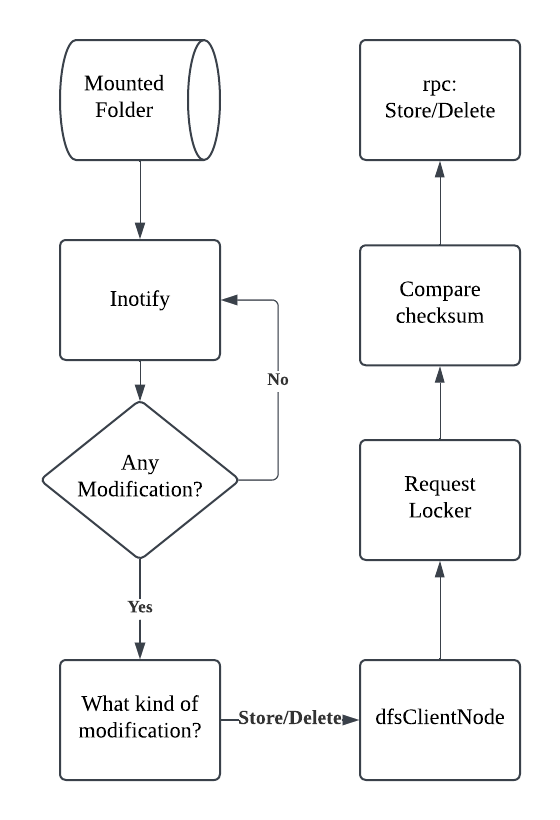 Mounted
Folder
Inotify
No
Any
Modification?
Yes
What kind of
modification?
Store/Delete
dfsClientNode
Request
Locker
Compare
checksum
rpc:
Store/Delete